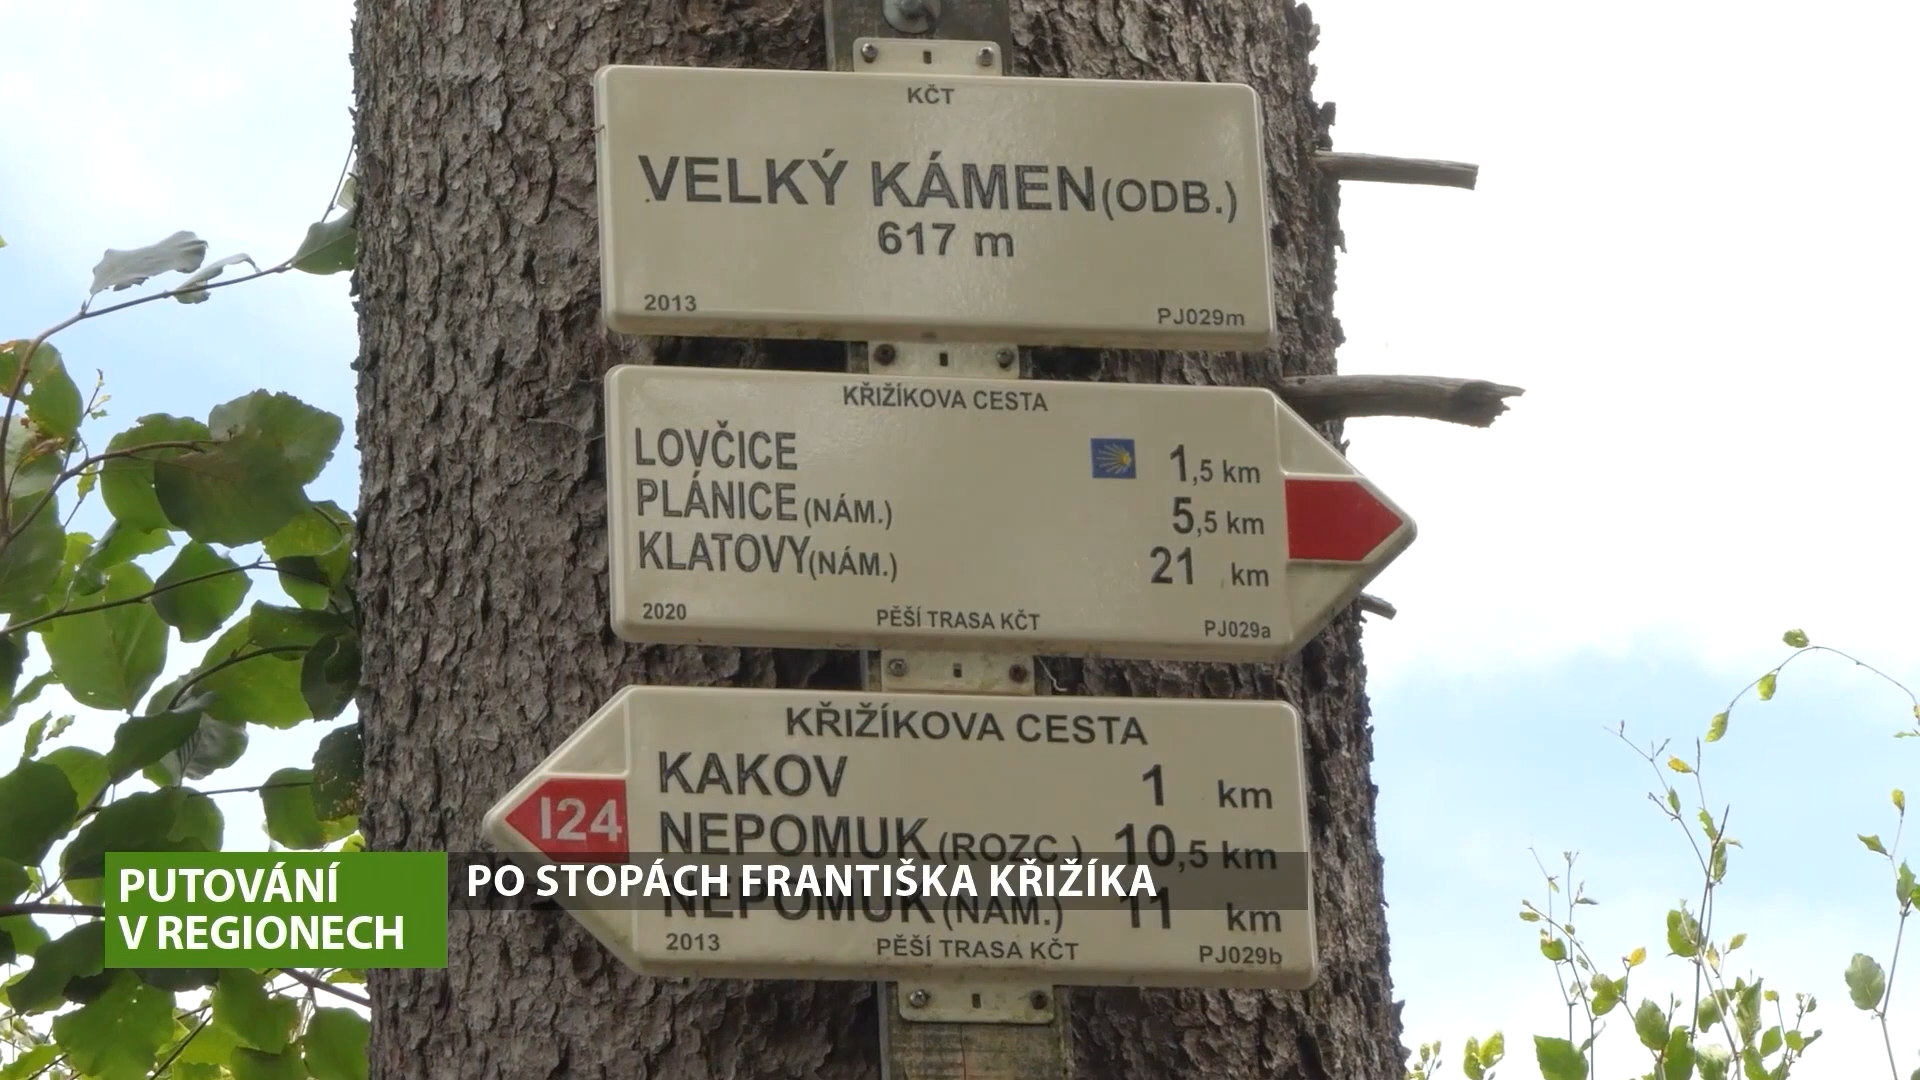 KČT
VELKÝ KÁMEN (ODB.)
617 m
2013 PJ029m
KŘIŽÍKOVA CESTA
LOVČICE 1,5 km
PLÁNICE (NÁM.) 5,5 km
KLATOVY (NÁM.) 21 km
2020 PĚŠÍ TRASA KČT PJ029a
KŘIŽÍKOVA CESTA
KAKOV 1 km
I24 NEPOMUK (ROZC.) 10,5 km
NEPOMUK (NÁM.) 11 km
2013 PĚŠÍ TRASA KČT PJ029b
PUTOVÁNÍ
V REGIONECH
PO STOPÁCH FRANTIŠKA KŘIŽÍKA